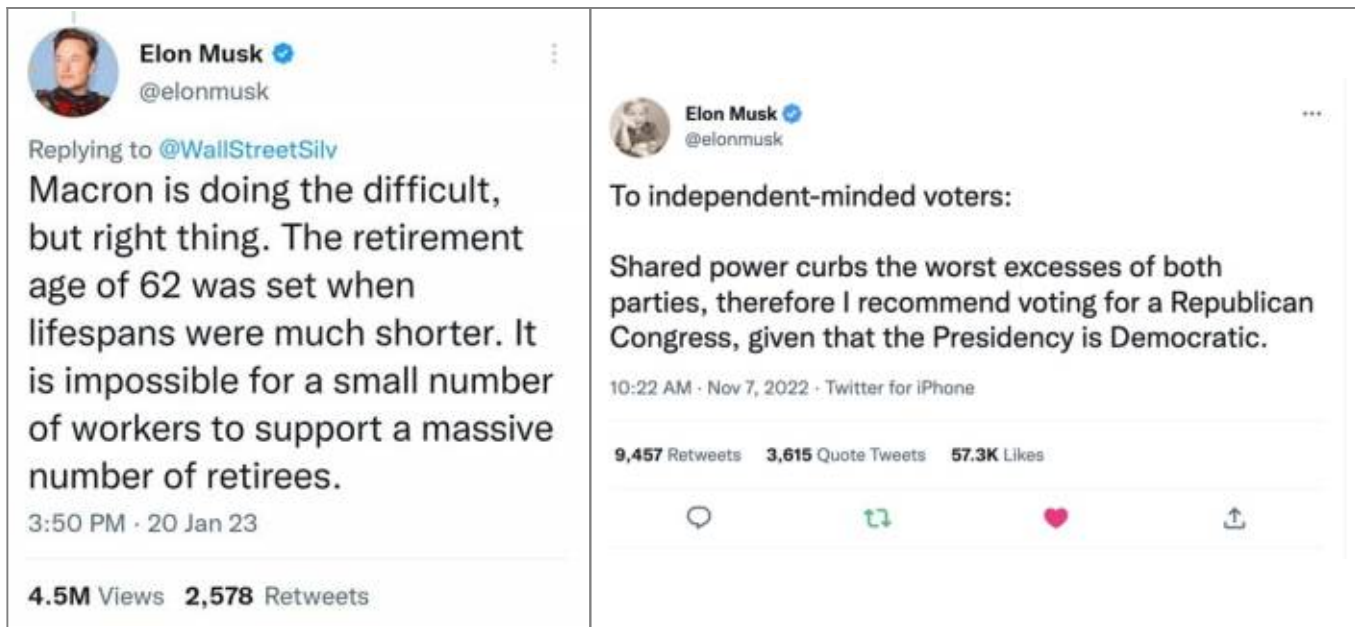 Elon Musk
@elonmusk
Replying to @WallStreetSilv
Macron is doing the difficult,
but right thing. The retirement
age of 62 was set when
lifespans were much shorter. It
is impossible for a small number
of workers to support a massive
number of retirees.
3:50 PM · 20 Jan 23
4.5M Views 2,578 Retweets
Elon Musk
@elonmusk
To independent-minded voters:
Shared power curbs the worst excesses of both
parties, therefore I recommend voting for a Republican
Congress, given that the Presidency is Democratic.
10:22 AM · Nov 7, 2022 · Twitter for iPhone
9,457 Retweets 3,615 Quote Tweets 57.3K Likes